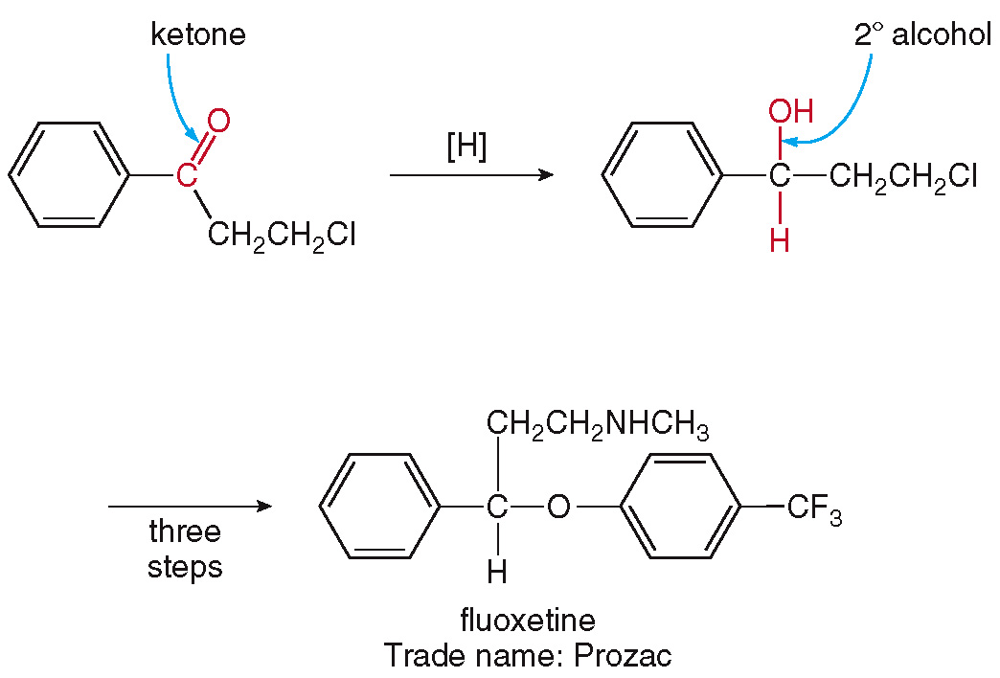 ketone
2° alcohol
O
C
CH₂CH₂Cl
[H]
OH
C—CH₂CH₂Cl
H
three
steps
CH₂CH₂NHCH₃
C—O—CF₃
H
fluoxetine
Trade name: Prozac